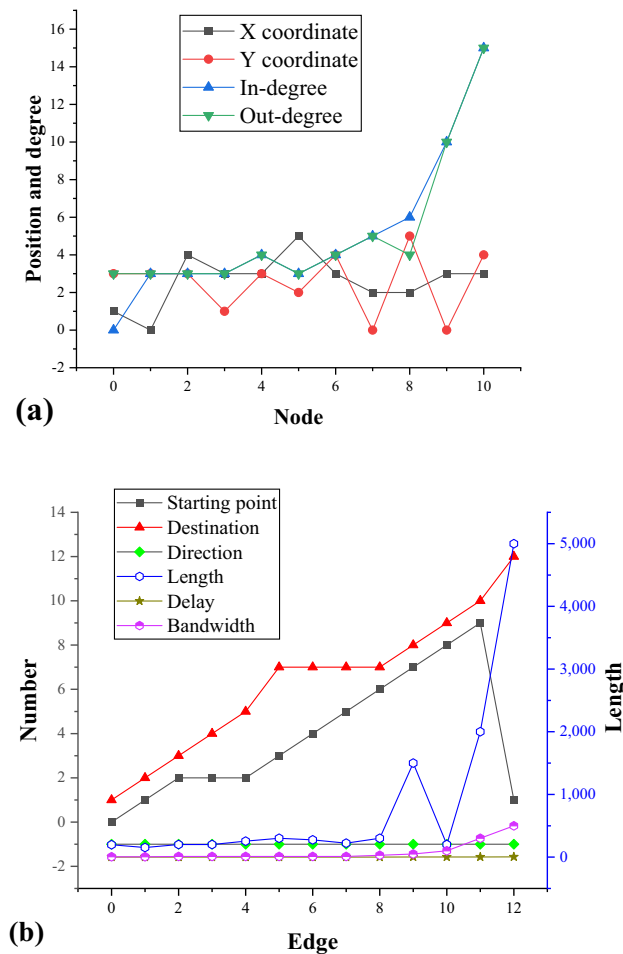 16
14
12
10
8
6
4
2
0
-2
X coordinate
Y coordinate
In-degree
Out-degree
Position and degree
0 2 4 6 8 10
Node
(a)
Starting point
Destination
Direction
Length
Delay
Bandwidth
14
12
10
8
6
4
2
0
-2
Number
5,000
4,000
3,000
2,000
1,000
0
Length
0 2 4 6 8 10 12
Edge
(b)